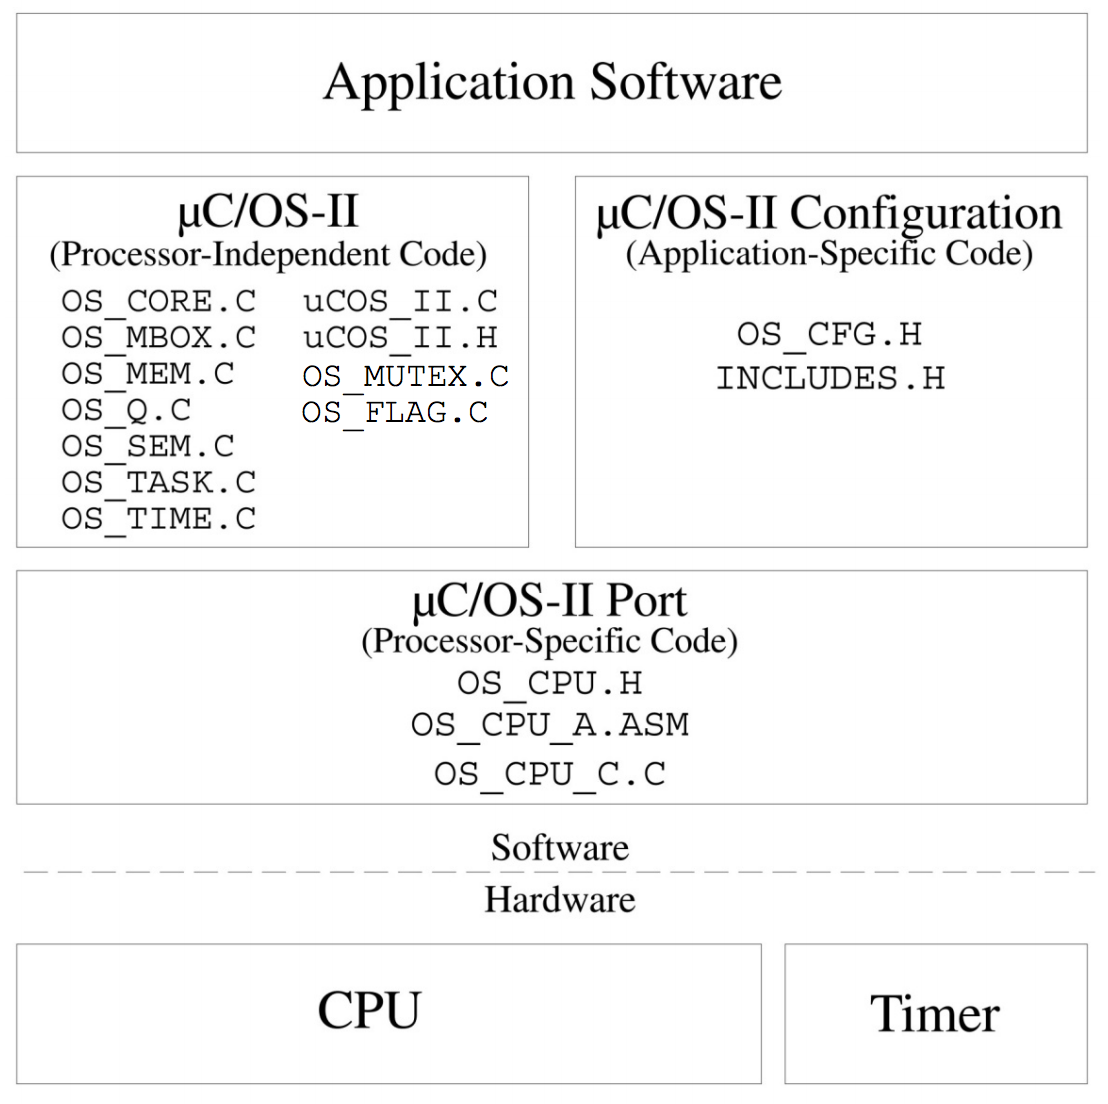 Application Software
μC/OS-II
(Processor-Independent Code)
OS_CORE.C
OS_MBOX.C
OS_MEM.C
OS_Q.C
OS_SEM.C
OS_TASK.C
OS_TIME.C
uCOS_II.C
uCOS_II.H
OS_MUTEX.C
OS_FLAG.C
μC/OS-II Configuration
(Application-Specific Code)
OS_CFG.H
INCLUDES.H
μC/OS-II Port
(Processor-Specific Code)
OS_CPU.H
OS_CPU_A.ASM
OS_CPU_C.C
Software
Hardware
CPU
Timer